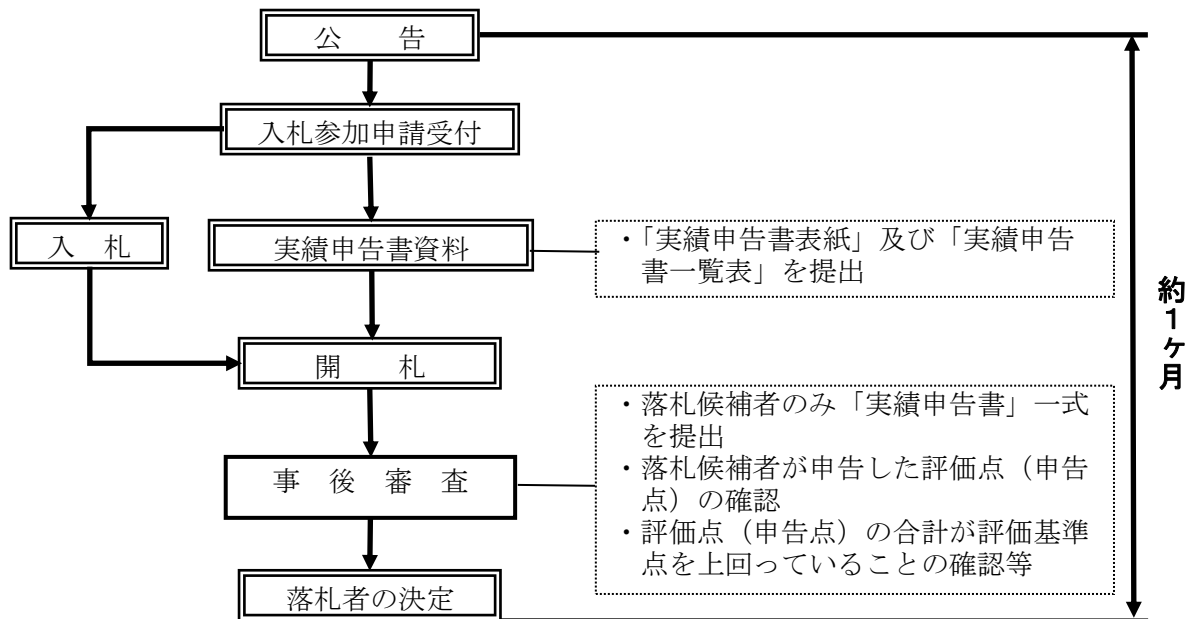 公　告
入札参加申請受付
入　札
実績申告書資料
・「実績申告書表紙」及び「実績申告
書一覧表」を提出
開　札
・落札候補者のみ「実績申告書」一式
を提出
・落札候補者が申告した評価点（申告
点）の確認
・評価点（申告点）の合計が評価基準
点を上回っていることの確認等
事　後　審　査
落札者の決定
約１ヶ月